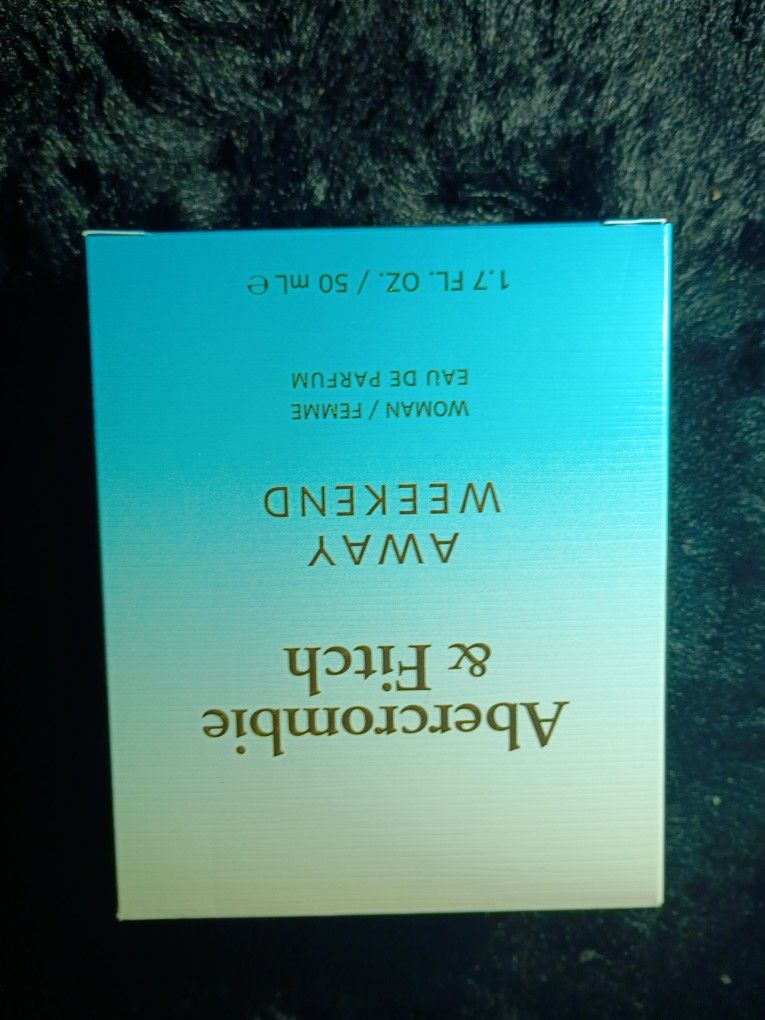 Abercrombie
& Fitch
AWAY
WEEKEND
WOMAN / FEMME
EAU DE PARFUM
1.7 FL. OZ. / 50 mL ℮